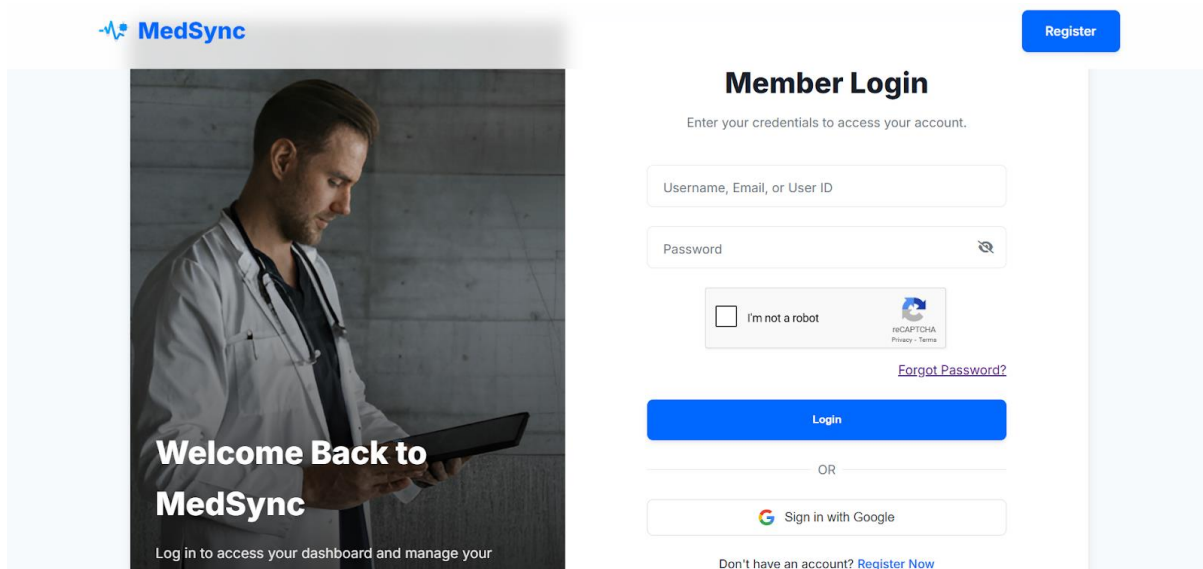 MedSync
Register
Member Login
Enter your credentials to access your account.
Username, Email, or User ID
Password
I'm not a robot
reCAPTCHA
Privacy - Terms
Forgot Password?
Login
OR
Sign in with Google
Don't have an account? Register Now
Welcome Back to
MedSync
Log in to access your dashboard and manage your